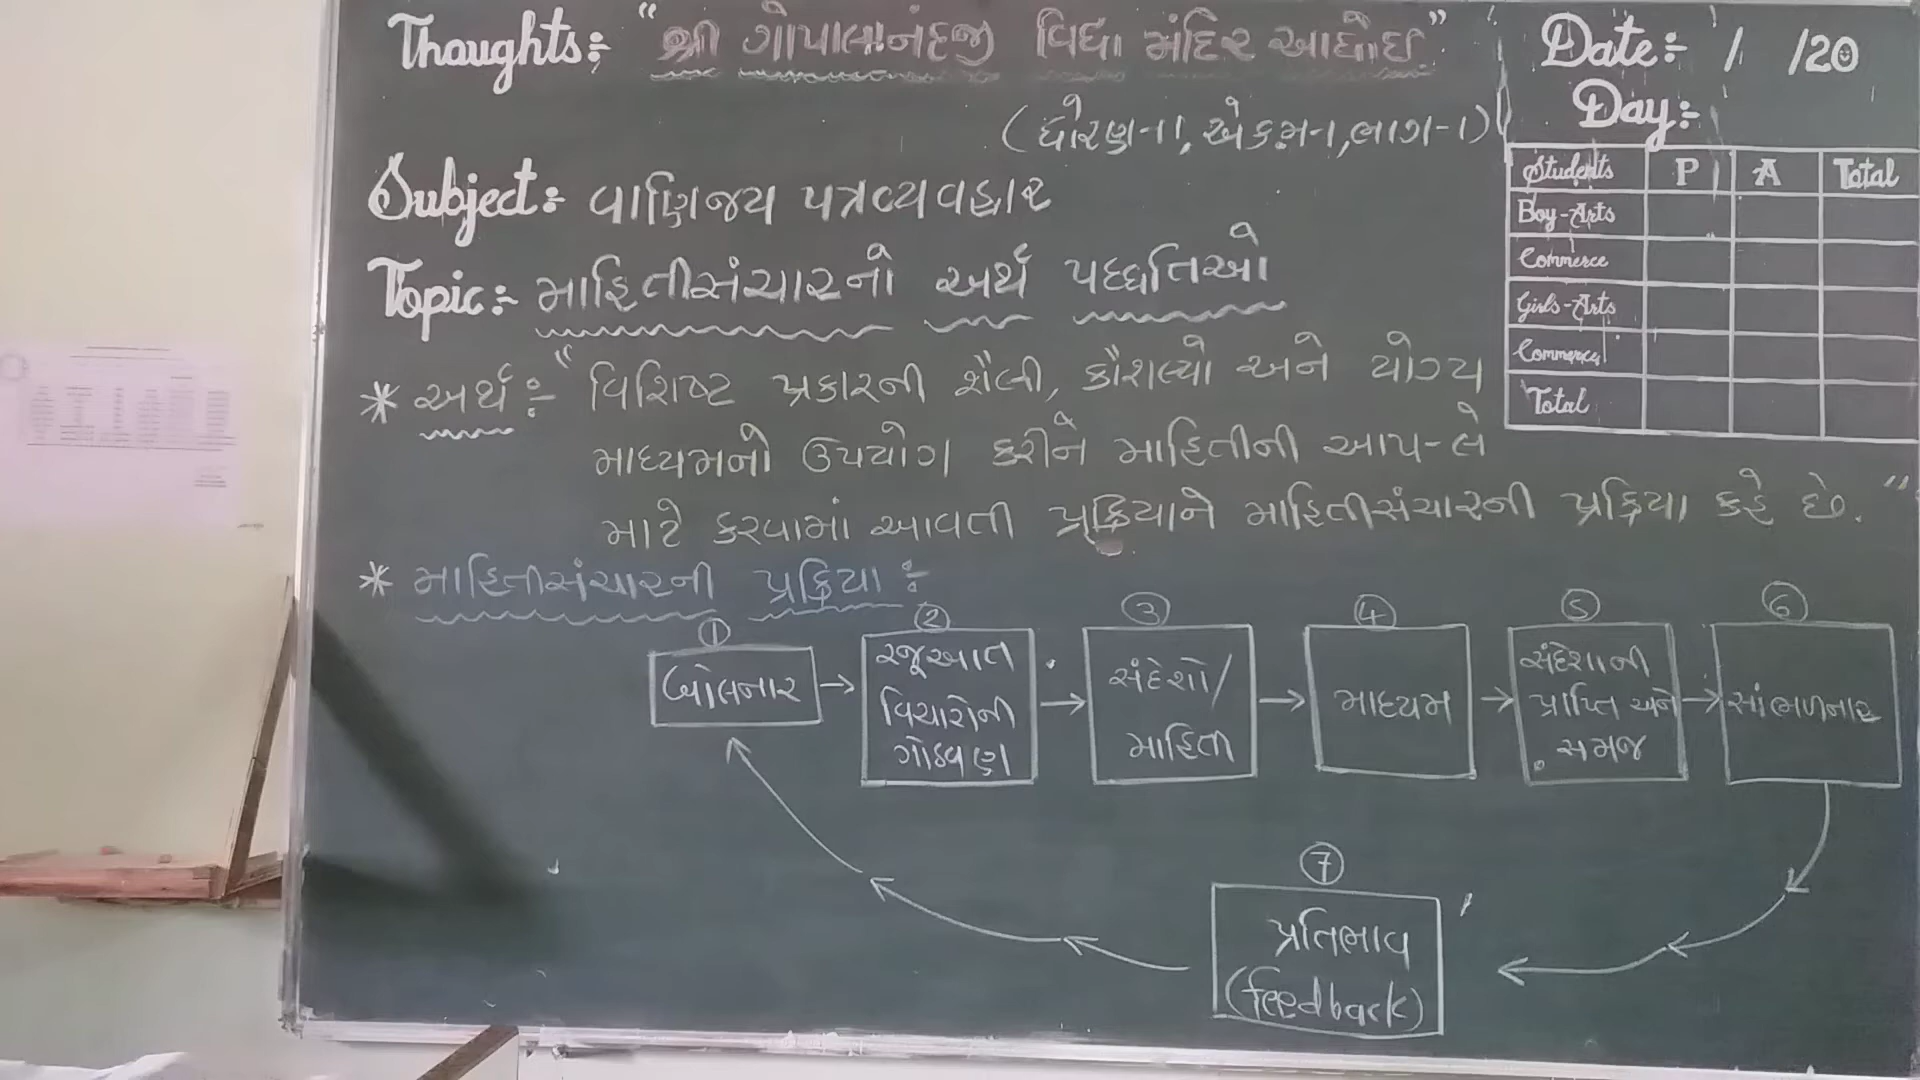 Thoughts:- "શ્રી ગોપાલાનંદજી વિદ્યા મંદિર આધોઈ"
(ધોરણ-11, એકમ-1, ભાગ-1)
Subject:- વાણિજ્ય પત્રવ્યવહાર
Topic:- માહિતીસંચારનો અર્થ પદ્ધતિઓ
* અર્થ:- "વિશિષ્ટ પ્રકારની શૈલી, કૌશલ્યો અને યોગ્ય
માધ્યમનો ઉપયોગ કરીને માહિતીની આપ-લે
માટે કરવામાં આવતી પ્રક્રિયાને માહિતીસંચારની પ્રક્રિયા કહે છે."
* માહિતીસંચારની પ્રક્રિયા:-
① બોલનાર
② રજૂઆત
વિચારોની
ગોઠવણ
③ સંદેશો/
માહિતી
④ માધ્યમ
⑤ સંદેશાની
પ્રાપ્તિ અને
સમજ
⑥ સાંભળનાર
⑦
પ્રતિભાવ
(feedback)
Date:- / /20
Day:-
Students P A Total
Boy-Arts
Commerce
Girls-Arts
Commerce
Total